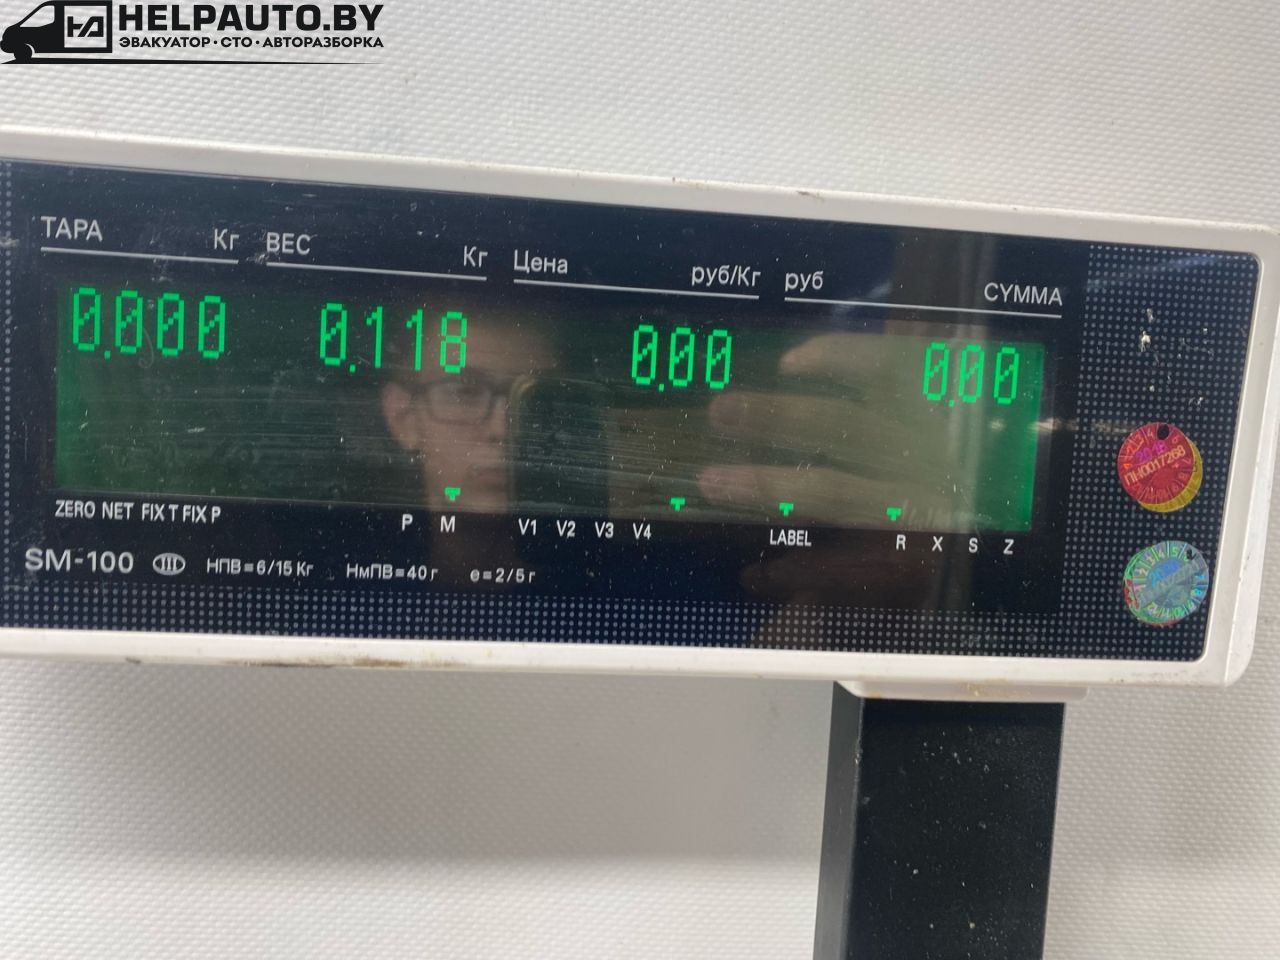 HELPAUTO.BY
ЭВАКУАТОР·СТО·АВТОРАЗБОРКА
ТАРА Кг ВЕС Кг Цена руб/Кг руб СУММА
0.000 0.118 0.00 0.00
ZERO NET FIX T FIX P P M V1 V2 V3 V4 LABEL R X S Z
SM-100 III НПВ=6/15 Кг НмПВ=40 г e=2/5 г
ПН0017268